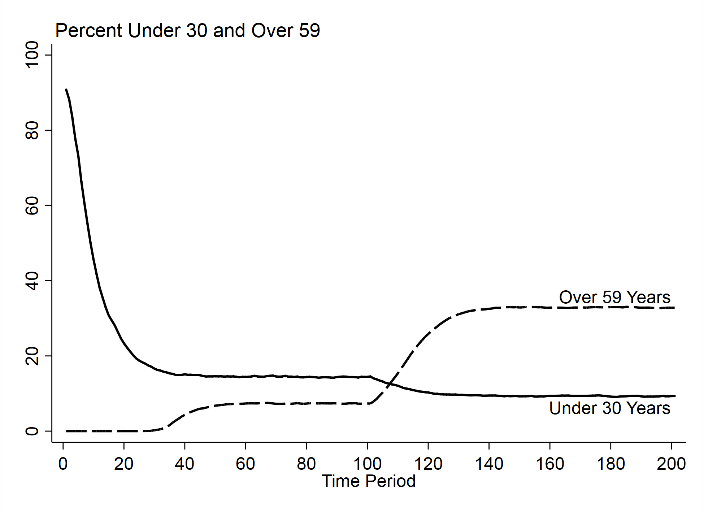 Percent Under 30 and Over 59
100
80
60
40
20
0
Over 59 Years
Under 30 Years
0 20 40 60 80 100 120 140 160 180 200
Time Period